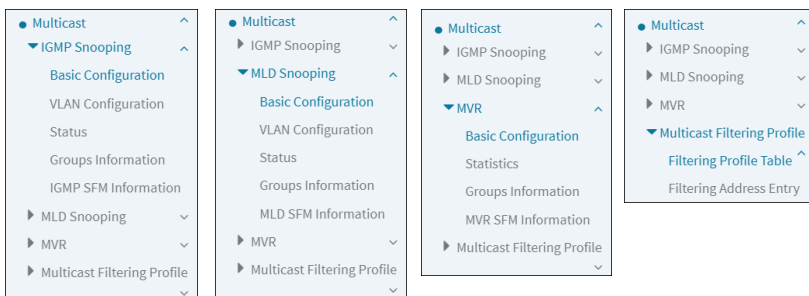 Multicast
IGMP Snooping
Basic Configuration
VLAN Configuration
Status
Groups Information
IGMP SFM Information
MLD Snooping
MVR
Multicast Filtering Profile
Multicast
IGMP Snooping
MLD Snooping
Basic Configuration
VLAN Configuration
Status
Groups Information
MLD SFM Information
MVR
Multicast Filtering Profile
Multicast
IGMP Snooping
MLD Snooping
MVR
Basic Configuration
Statistics
Groups Information
MVR SFM Information
Multicast Filtering Profile
Multicast
IGMP Snooping
MLD Snooping
MVR
Multicast Filtering Profile
Filtering Profile Table
Filtering Address Entry